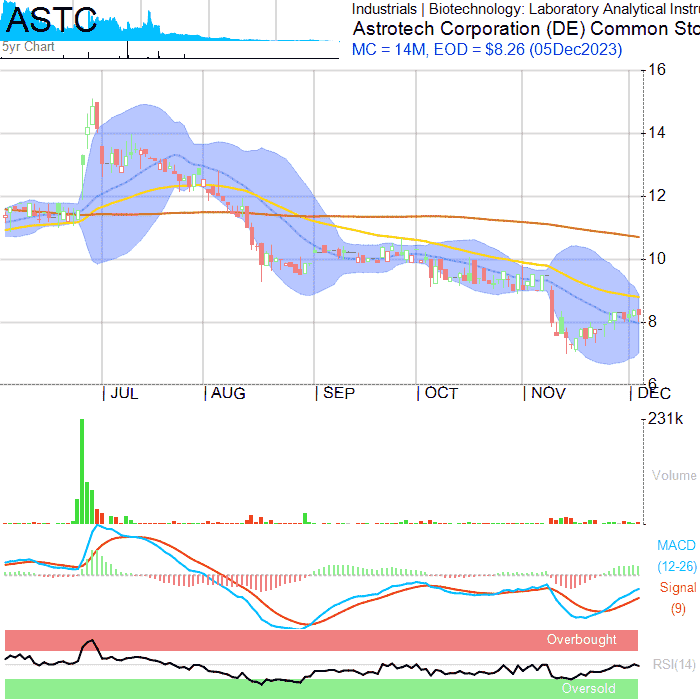 ASTC
5yr Chart
Industrials | Biotechnology: Laboratory Analytical Instru
Astrotech Corporation (DE) Common Sto
MC = 14M, EOD = $8.26 (05Dec2023)
16
14
12
10
8
6
JUL AUG SEP OCT NOV DEC
231k
Volume
MACD
(12-26)
Signal
(9)
Overbought
RSI(14)
Oversold